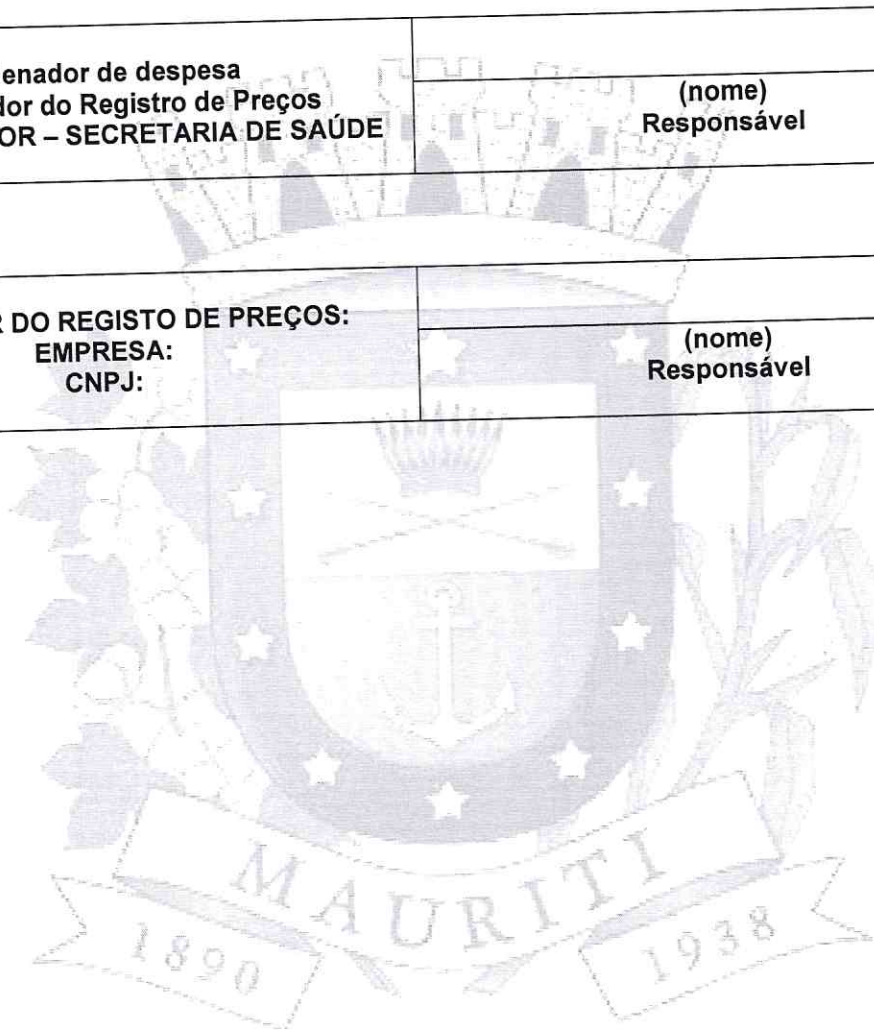 enador de despesa
dor do Registro de Preços
OR – SECRETARIA DE SAÚDE
(nome)
Responsável
R DO REGISTO DE PREÇOS:
EMPRESA:
CNPJ:
(nome)
Responsável
MAURITI
1890
1938